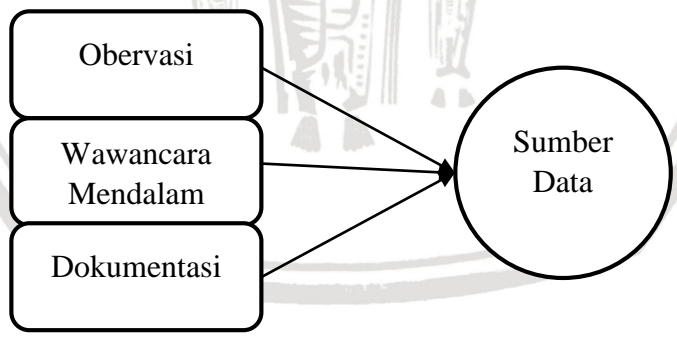 Obervasi
Wawancara
Mendalam
Dokumentasi
Sumber
Data